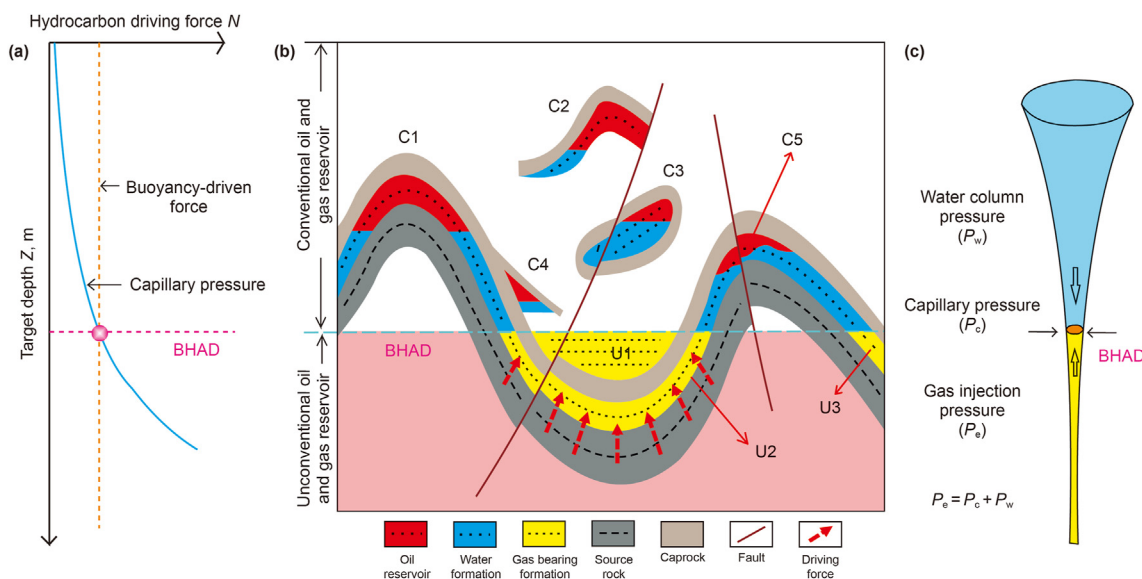 Hydrocarbon driving force N
(a)
Target depth Z, m
Buoyancy-driven
force
Capillary pressure
BHAD
(b)
Conventional oil and
gas reservoir
Unconventional oil
and gas reservoir
C1
C2
C3
C4
C5
BHAD
U1
U2
U3
Oil
reservoir
Water
formation
Gas bearing
formation
Source
rock
Caprock
Fault
Driving
force
(c)
Water column
pressure
(Pw)
Capillary pressure
(Pc)
BHAD
Gas injection
pressure
(Pe)
Pe = Pc + Pw